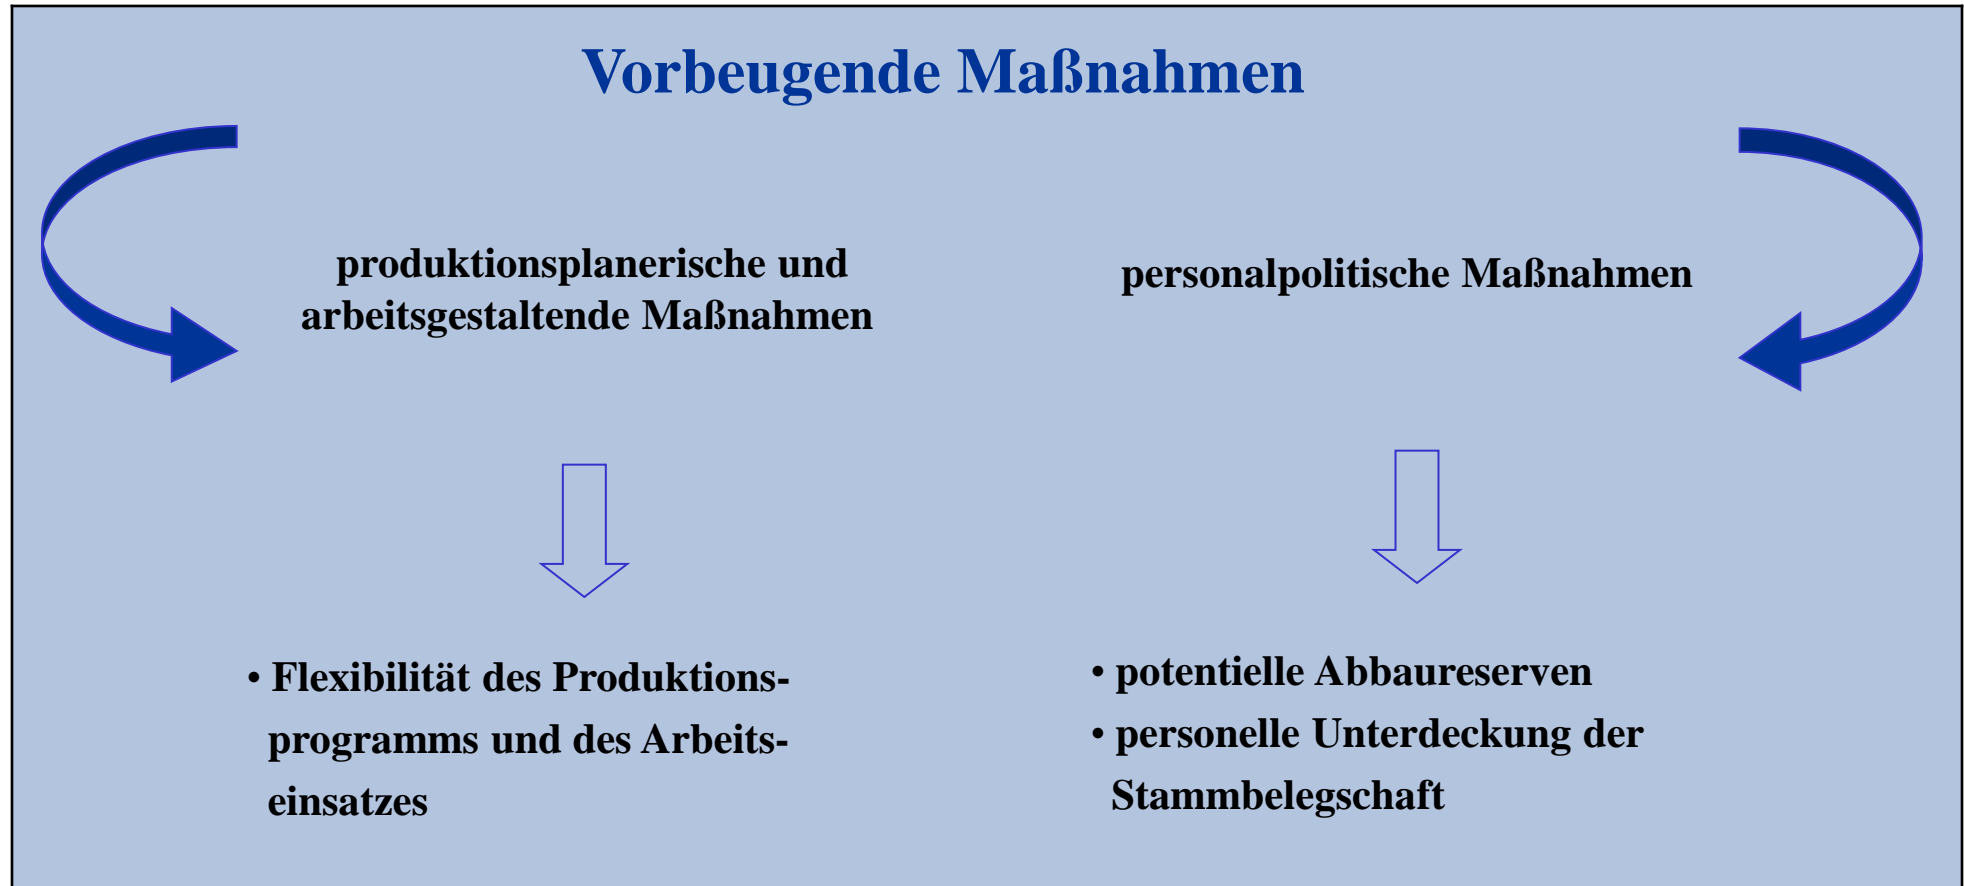 Vorbeugende Maßnahmen
produktionsplanerische und
arbeitsgestaltende Maßnahmen
personalpolitische Maßnahmen
• Flexibilität des Produktions-
programms und des Arbeits-
einsatzes
• potentielle Abbaureserven
• personelle Unterdeckung der
Stammbelegschaft